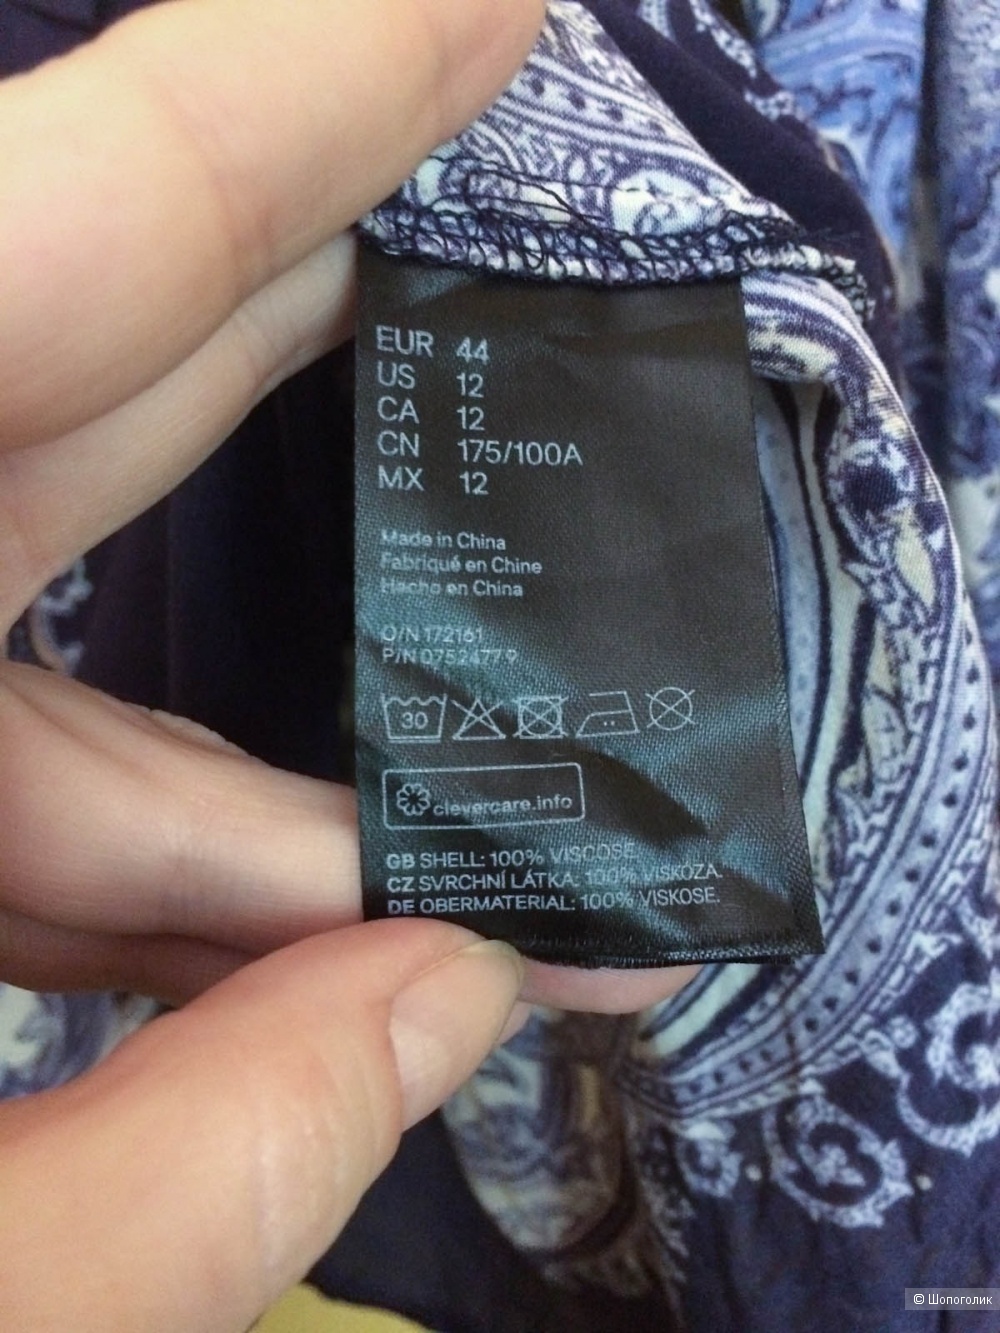 EUR 44
US 12
CA 12
CN 175/100A
MX 12
Made in China
Fabriqué en Chine
Hecho en China
O/N 172161
P/N 0752477 9
30
clevercare.info
GB SHELL: 100% VISCOSE.
CZ SVRCHNÍ LÁTKA: 100% VISKÓZA.
DE OBERMATERIAL: 100% VISKOSE.
© Шопоголик